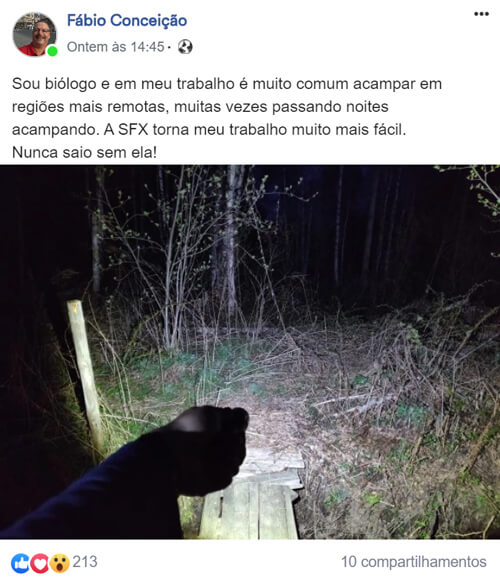 Fábio Conceição
Ontem às 14:45 ·
Sou biólogo e em meu trabalho é muito comum acampar em
regiões mais remotas, muitas vezes passando noites
acampando. A SFX torna meu trabalho muito mais fácil.
Nunca saio sem ela!
213
10 compartilhamentos